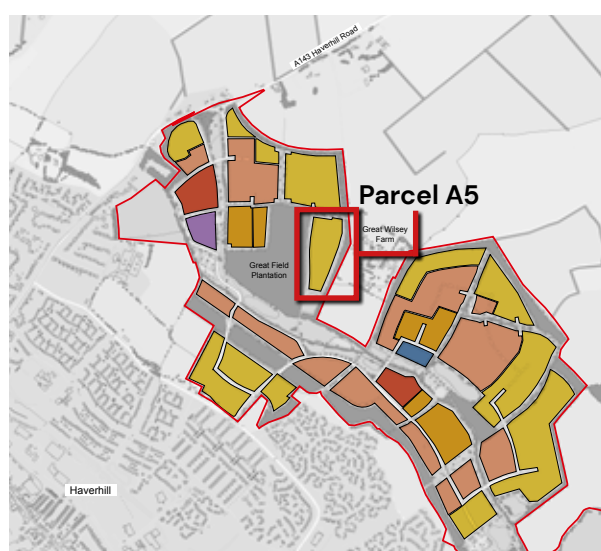 A143 Haverhill Road
Parcel A5
Great Wilsey
Farm
Great Field
Plantation
Haverhill